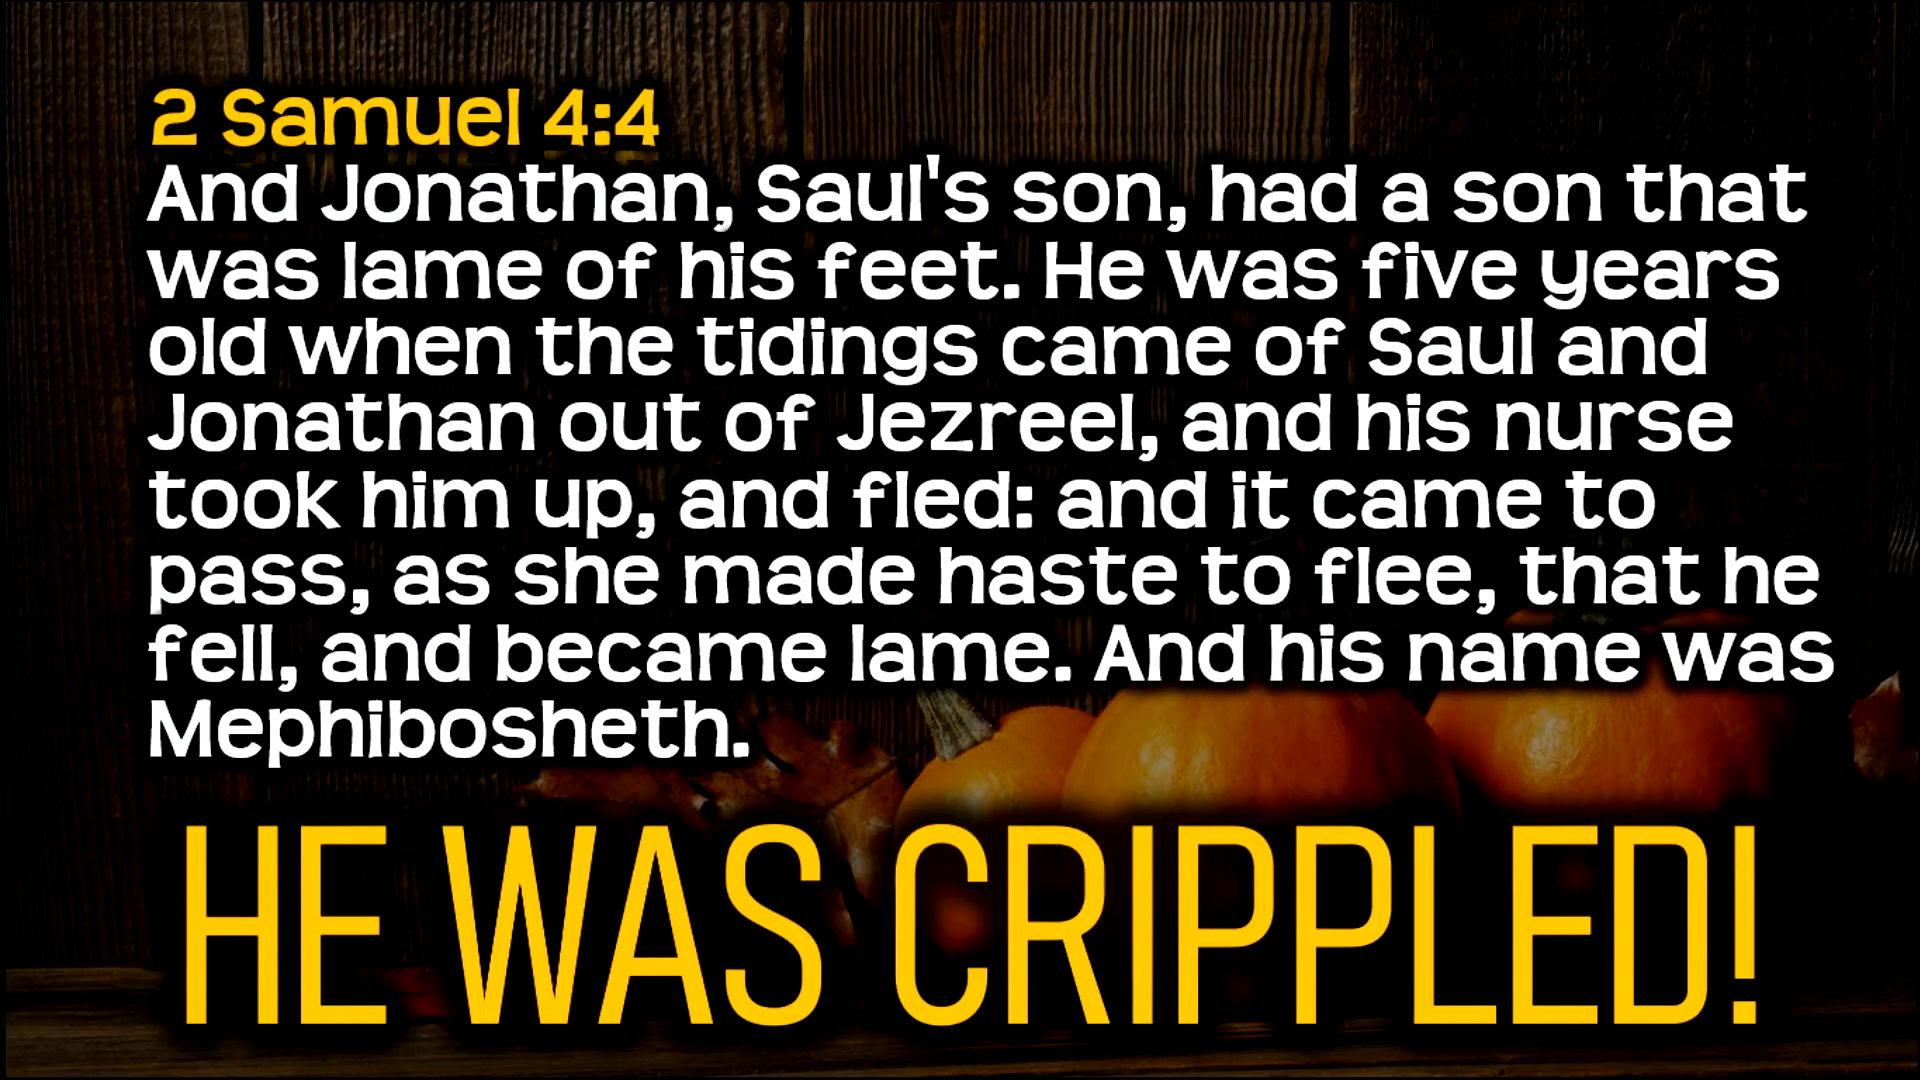 2 Samuel 4:4
And Jonathan, Saul's son, had a son that
was lame of his feet. He was five years
old when the tidings came of Saul and
Jonathan out of Jezreel, and his nurse
took him up, and fled: and it came to
pass, as she made haste to flee, that he
fell, and became lame. And his name was
Mephibosheth.
HE WAS CRIPPLED!